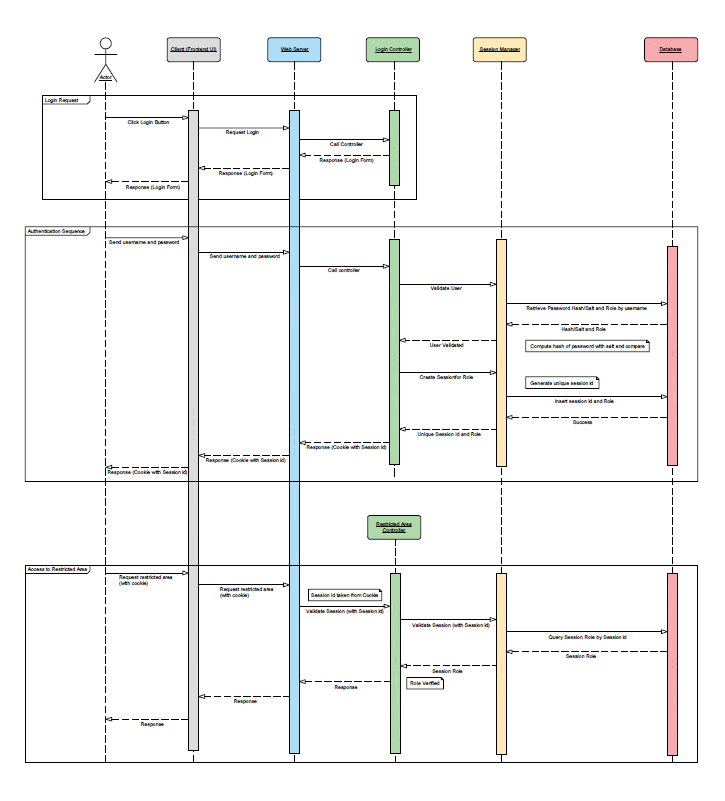 Client (Frontend UI)
Web Server
Login Controller
Session Manager
Database
Actor
Login Request
Click Login Button
Request Login
Call Controller
Response (Login Form)
Response (Login Form)
Response (Login Form)
Authentication Sequence
Send username and password
Send username and password
Call controller
Validate User
Retrieve Password Hash/Salt and Role by username
Hash/Salt and Role
User Validated
Compute hash of password with salt and compare
Create Sessionfor Role
Generate unique session id
Insert session id and Role
Success
Unique Session Id and Role
Response (Cookie with Session Id)
Response (Cookie with Session Id)
Response (Cookie with Session Id)
Restricted Area
Controller
Access to Restricted Area
Request restricted area
(with cookie)
Request restricted area
(with cookie)
Session Id taken from Cookie
Validate Session (with Session Id)
Validate Session (with Session Id)
Query Session Role by Session id
Session Role
Session Role
Role Verified
Response
Response
Response